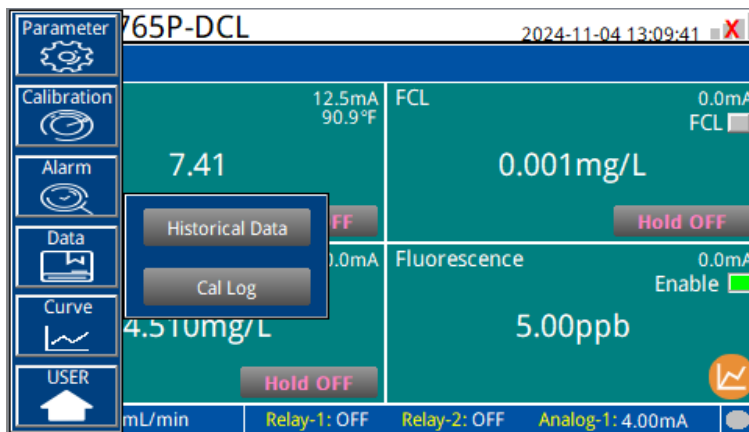 Parameter
765P-DCL
2024-11-04 13:09:41
Calibration
12.5mA
90.9°F
FCL
0.0mA
FCL
Alarm
7.41
0.001mg/L
Historical Data
FF
Hold OFF
Data
0.0mA
Fluorescence
0.0mA
Enable
Cal Log
Curve
4.510mg/L
5.00ppb
USER
Hold OFF
mL/min
Relay-1: OFF
Relay-2: OFF
Analog-1: 4.00mA